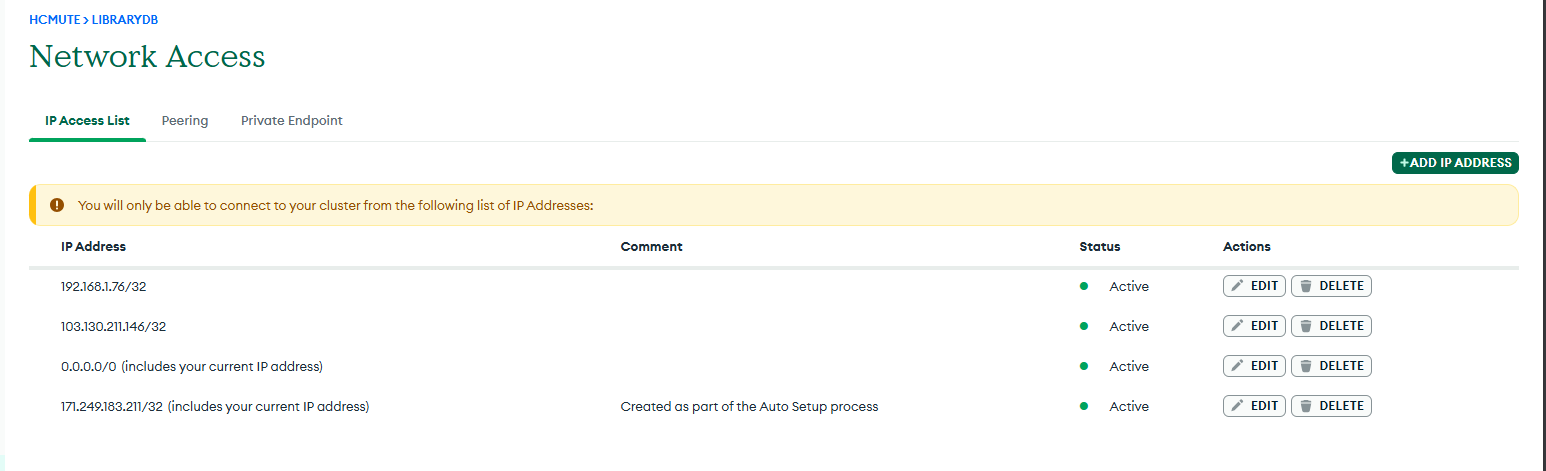 HCMUTE > LIBRARYDB
Network Access
IP Access List Peering Private Endpoint
+ADD IP ADDRESS
You will only be able to connect to your cluster from the following list of IP Addresses:
IP Address Comment Status Actions
192.168.1.76/32 Active EDIT DELETE
103.130.211.146/32 Active EDIT DELETE
0.0.0.0/0 (includes your current IP address) Active EDIT DELETE
171.249.183.211/32 (includes your current IP address) Created as part of the Auto Setup process Active EDIT DELETE